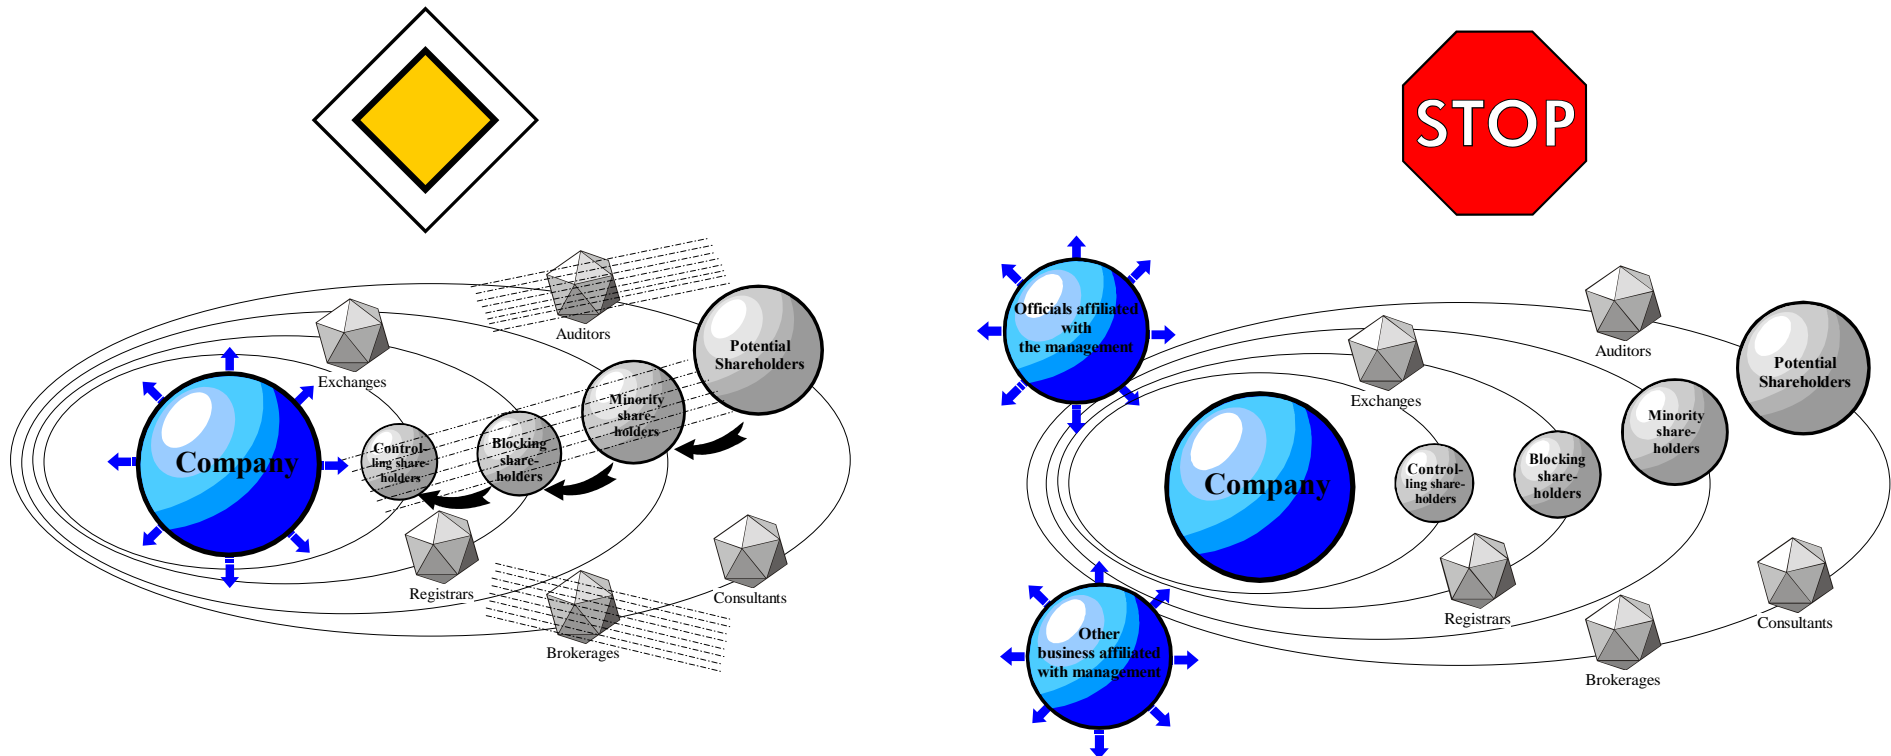 STOP
Auditors
Potential
Shareholders
Exchanges
Minority
share-
holders
Company
Control-
ling share-
holders
Blocking
share-
holders
Registrars
Consultants
Brokerages
Officials affiliated
with
the management
Auditors
Potential
Shareholders
Exchanges
Minority
share-
holders
Company
Control-
ling share-
holders
Blocking
share-
holders
Registrars
Consultants
Other
business affiliated
with management
Brokerages